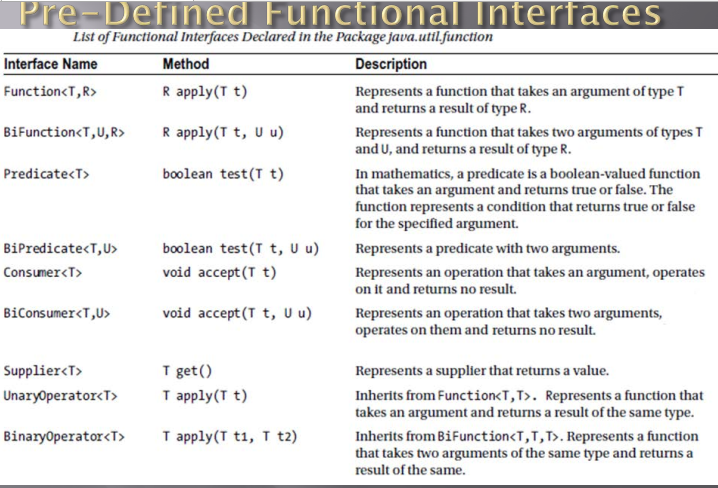 Pre-Defined Functional Interfaces
List of Functional Interfaces Declared in the Package java.util.function
Interface Name Method Description
Function<T,R> R apply(T t) Represents a function that takes an argument of type T
and returns a result of type R.
BiFunction<T,U,R> R apply(T t, U u) Represents a function that takes two arguments of types T
and U, and returns a result of type R.
Predicate<T> boolean test(T t) In mathematics, a predicate is a boolean-valued function
that takes an argument and returns true or false. The
function represents a condition that returns true or false
for the specified argument.
BiPredicate<T,U> boolean test(T t, U u) Represents a predicate with two arguments.
Consumer<T> void accept(T t) Represents an operation that takes an argument, operates
on it and returns no result.
BiConsumer<T,U> void accept(T t, U u) Represents an operation that takes two arguments,
operates on them and returns no result.
Supplier<T> T get() Represents a supplier that returns a value.
UnaryOperator<T> T apply(T t) Inherits from Function<T,T>. Represents a function that
takes an argument and returns a result of the same type.
BinaryOperator<T> T apply(T t1, T t2) Inherits from BiFunction<T,T,T>. Represents a function
that takes two arguments of the same type and returns a
result of the same.